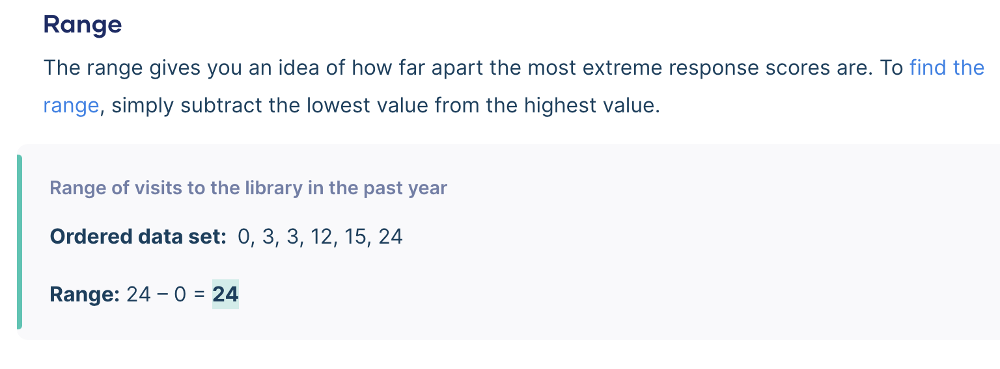 Range
The range gives you an idea of how far apart the most extreme response scores are. To find the
range, simply subtract the lowest value from the highest value.
Range of visits to the library in the past year
Ordered data set: 0, 3, 3, 12, 15, 24
Range: 24 – 0 = 24